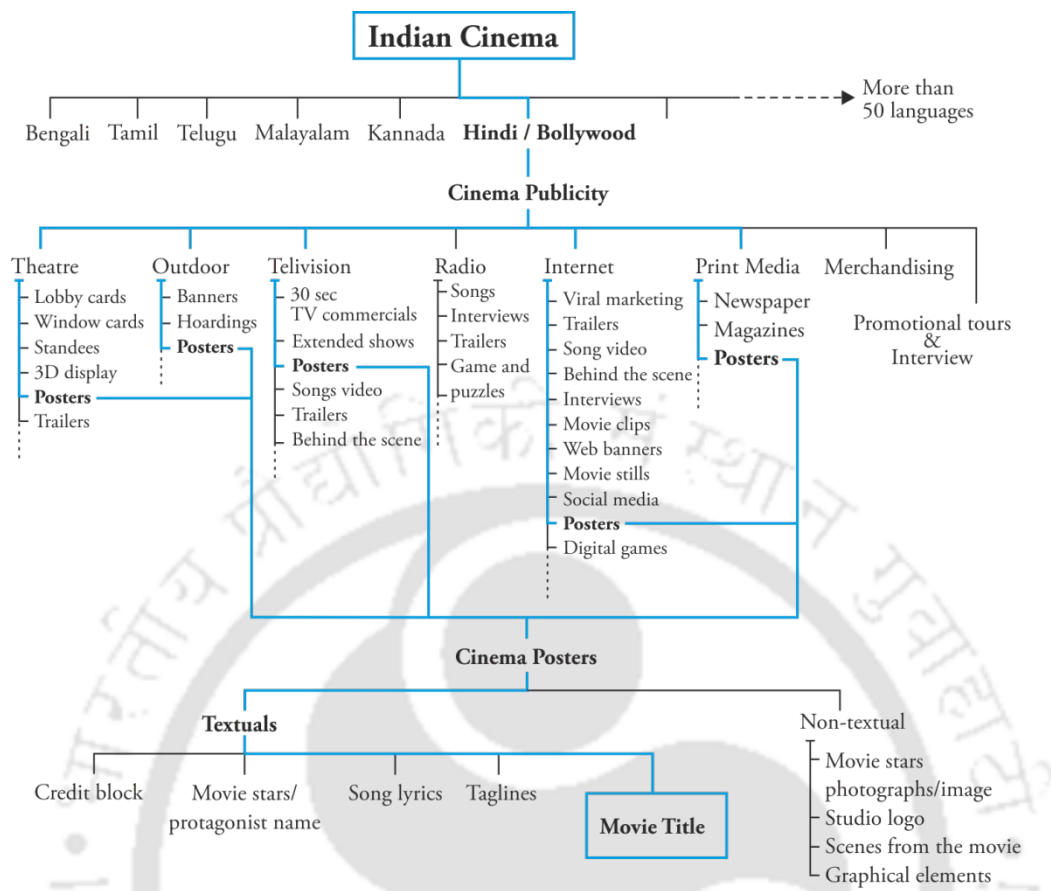 Indian Cinema
More than
50 languages
Bengali
Tamil
Telugu
Malayalam
Kannada
Hindi / Bollywood
Cinema Publicity
Theatre
Lobby cards
Window cards
Standees
3D display
Posters
Trailers
Outdoor
Banners
Hoardings
Posters
Telivision
30 sec
TV commercials
Extended shows
Posters
Songs video
Trailers
Behind the scene
Radio
Songs
Interviews
Trailers
Game and
puzzles
Internet
Viral marketing
Trailers
Song video
Behind the scene
Interviews
Movie clips
Web banners
Movie stills
Social media
Posters
Digital games
Print Media
Newspaper
Magazines
Posters
Merchandising
Promotional tours
&
Interview
Cinema Posters
Textuals
Credit block
Movie stars/
protagonist name
Song lyrics
Taglines
Movie Title
Non-textual
Movie stars
photographs/image
Studio logo
Scenes from the movie
Graphical elements
भारतीय प्रौद्योगिकी संस्थान गुवाहाटी